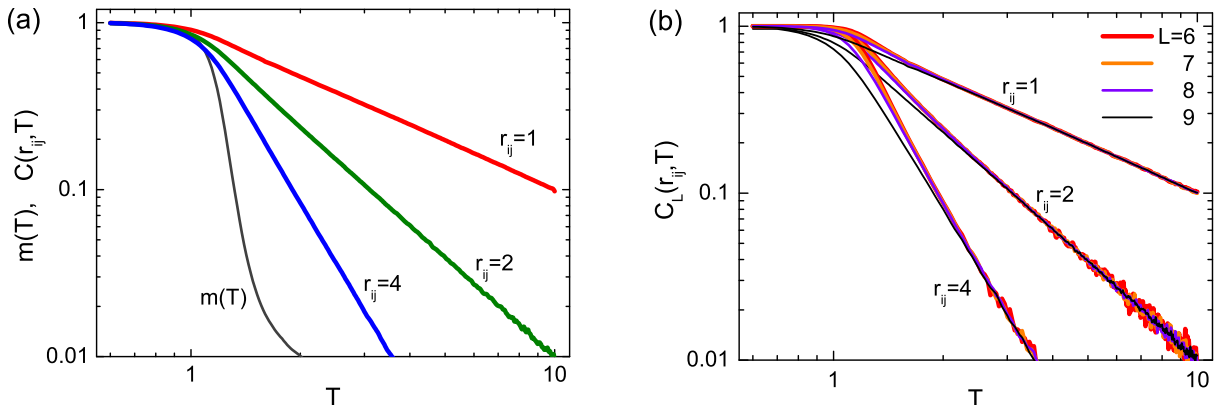 (a)
m(T), C(r_ij,T)
1
0.1
0.01
r_ij=1
r_ij=2
r_ij=4
m(T)
1
10
T
(b)
C_L(r_ij,T)
1
0.1
0.01
L=6
7
8
9
r_ij=1
r_ij=2
r_ij=4
1
10
T